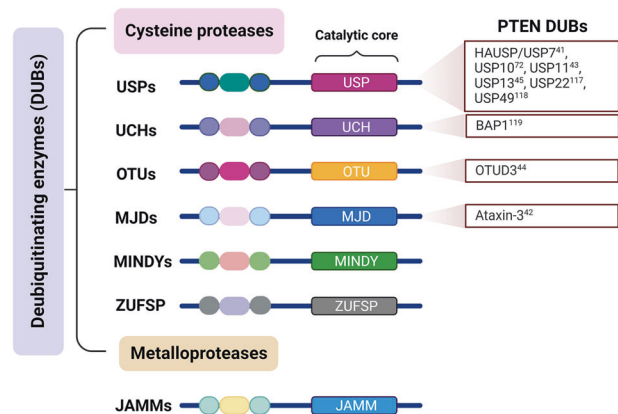 Deubiquitinating enzymes (DUBs)
Cysteine proteases
Catalytic core
PTEN DUBs
USPs
USP
HAUSP/USP7⁴¹,
USP10⁷², USP11⁴³,
USP13⁴⁵, USP22¹¹⁷,
USP49¹¹⁸
UCHs
UCH
BAP1¹¹⁹
OTUs
OTU
OTUD3⁴⁴
MJDs
MJD
Ataxin-3⁴²
MINDYs
MINDY
ZUFSP
ZUFSP
Metalloproteases
JAMMs
JAMM